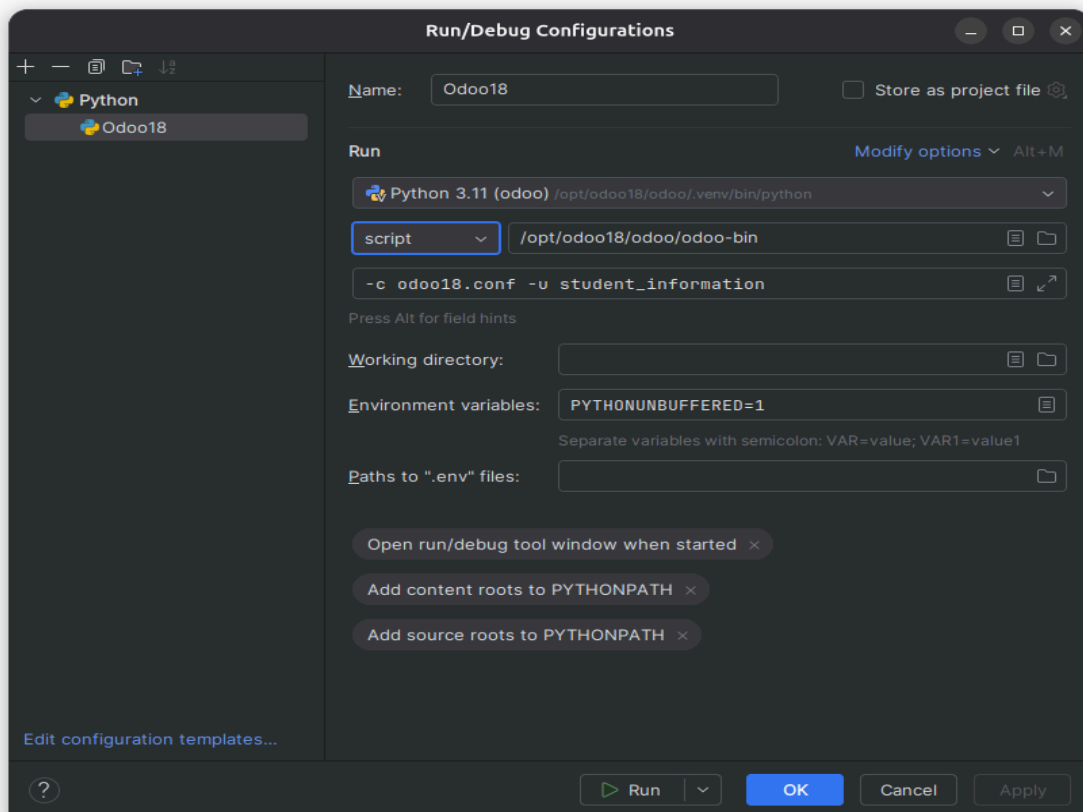 Run/Debug Configurations
Python
Odoo18
Edit configuration templates...
Name: Odoo18 Store as project file
Run Modify options Alt+M
Python 3.11 (odoo) /opt/odoo18/odoo/.venv/bin/python
script /opt/odoo18/odoo/odoo-bin
-c odoo18.conf -u student_information
Press Alt for field hints
Working directory:
Environment variables: PYTHONUNBUFFERED=1
Separate variables with semicolon: VAR=value; VAR1=value1
Paths to ".env" files:
Open run/debug tool window when started ×
Add content roots to PYTHONPATH ×
Add source roots to PYTHONPATH ×
? Run OK Cancel Apply